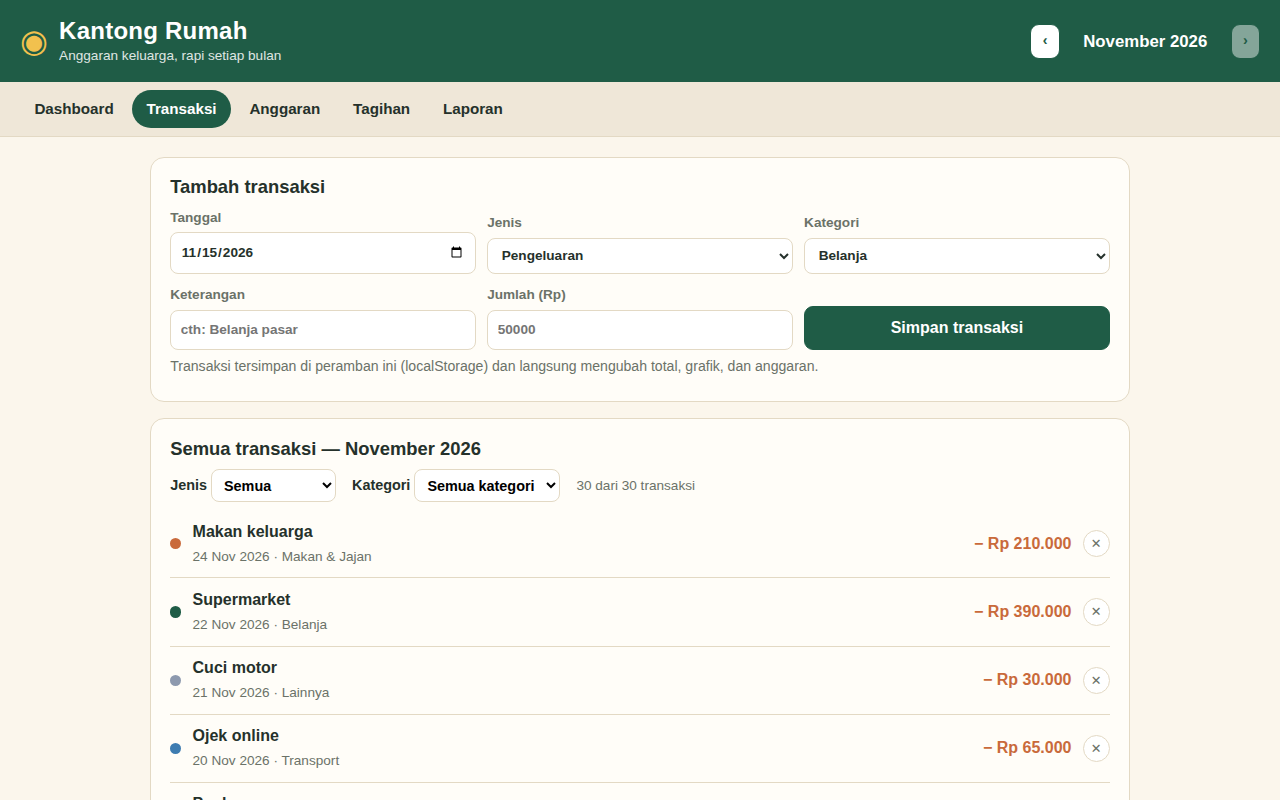 Kantong Rumah
Anggaran keluarga, rapi setiap bulan
‹ November 2026 ›
Dashboard Transaksi Anggaran Tagihan Laporan
Tambah transaksi
Tanggal Jenis Kategori
11/15/2026 Pengeluaran Belanja
Keterangan Jumlah (Rp)
cth: Belanja pasar 50000 Simpan transaksi
Transaksi tersimpan di peramban ini (localStorage) dan langsung mengubah total, grafik, dan anggaran.
Semua transaksi — November 2026
Jenis Semua Kategori Semua kategori 30 dari 30 transaksi
Makan keluarga
24 Nov 2026 · Makan & Jajan
− Rp 210.000 ✕
Supermarket
22 Nov 2026 · Belanja
− Rp 390.000 ✕
Cuci motor
21 Nov 2026 · Lainnya
− Rp 30.000 ✕
Ojek online
20 Nov 2026 · Transport
− Rp 65.000 ✕